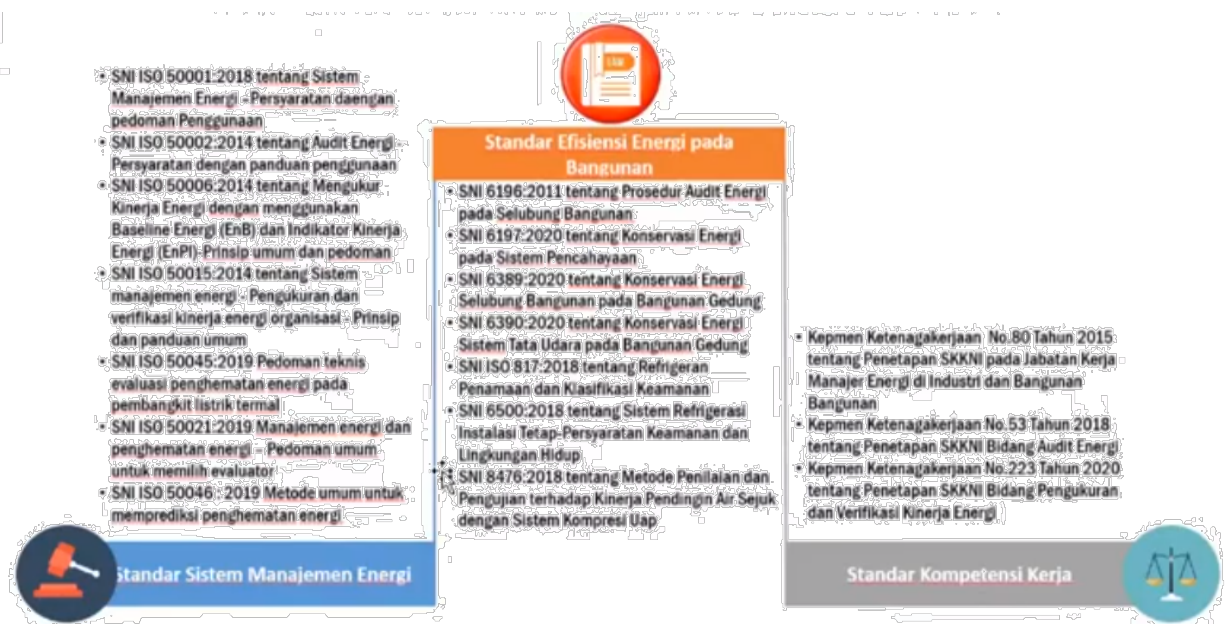 • SNI ISO 50001:2018 tentang Sistem
Manajemen Energi - Persyaratan daengan
pedoman Penggunaan
• SNI ISO 50002:2014 tentang Audit Energi -
Persyaratan dengan panduan penggunaan
• SNI ISO 50006:2014 tentang Mengukur
Kinerja Energi dengan menggunakan
Baseline Energi (EnB) dan Indikator Kinerja
Energi (EnPI)-Prinsip umum dan pedoman
• SNI ISO 50015:2014 tentang Sistem
manajemen energi - Pengukuran dan
verifikasi kinerja energi organisasi - Prinsip
dan panduan umum
• SNI ISO 50045:2019 Pedoman teknis
evaluasi penghematan energi pada
pembangkit listrik termal
• SNI ISO 50021:2019 Manajemen energi dan
penghematan energi – Pedoman umum
untuk memilih evaluator
• SNI ISO 50046 : 2019 Metode umum untuk
memprediksi penghematan energi
Standar Sistem Manajemen Energi
LAW
Standar Efisiensi Energi pada
Bangunan
• SNI 6196:2011 tentang Prosedur Audit Energi
pada Selubung Bangunan
• SNI 6197:2020 tentang Konservasi Energi
pada Sistem Pencahayaan
• SNI 6389:2020 tentang Konservasi Energi
Selubung Bangunan pada Bangunan Gedung
• SNI 6390:2020 tentang Konservasi Energi
Sistem Tata Udara pada Bangunan Gedung
• SNI ISO 817:2018 tentang Refrigeran
Penamaan dan Klasifikasi Keamanan
• SNI 6500:2018 tentang Sistem Refrigerasi
Instalasi Tetap-Persyaratan Keamanan dan
Lingkungan Hidup
• SNI 8476:2018 tentang Metode Penilaian dan
Pengujian terhadap Kinerja Pendingin Air Sejuk
dengan Sistem Kompresi Uap
• Kepmen Ketenagakerjaan No.80 Tahun 2015
tentang Penetapan SKKNI pada Jabatan Kerja
Manajer Energi di Industri dan Bangunan
Bangunan
• Kepmen Ketenagakerjaan No.53 Tahun 2018
tentang Penetapan SKKNI Bidang Audit Energi
• Kepmen Ketenagakerjaan No.223 Tahun 2020
tentang Penetapan SKKNI Bidang Pengukuran
dan Verifikasi Kinerja Energi
Standar Kompetensi Kerja